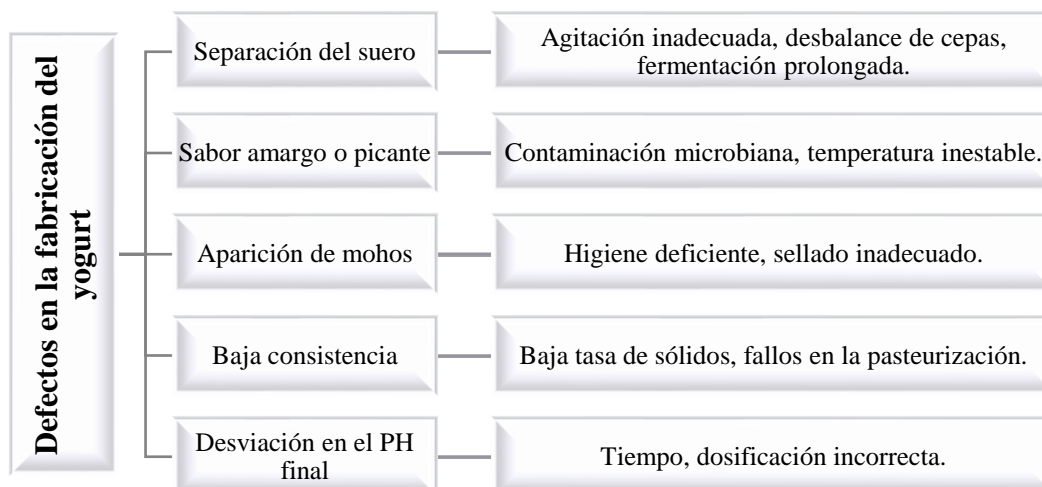 Defectos en la fabricación del
yogurt
Separación del suero
Agitación inadecuada, desbalance de cepas,
fermentación prolongada.
Sabor amargo o picante
Contaminación microbiana, temperatura inestable.
Aparición de mohos
Higiene deficiente, sellado inadecuado.
Baja consistencia
Baja tasa de sólidos, fallos en la pasteurización.
Desviación en el PH
final
Tiempo, dosificación incorrecta.